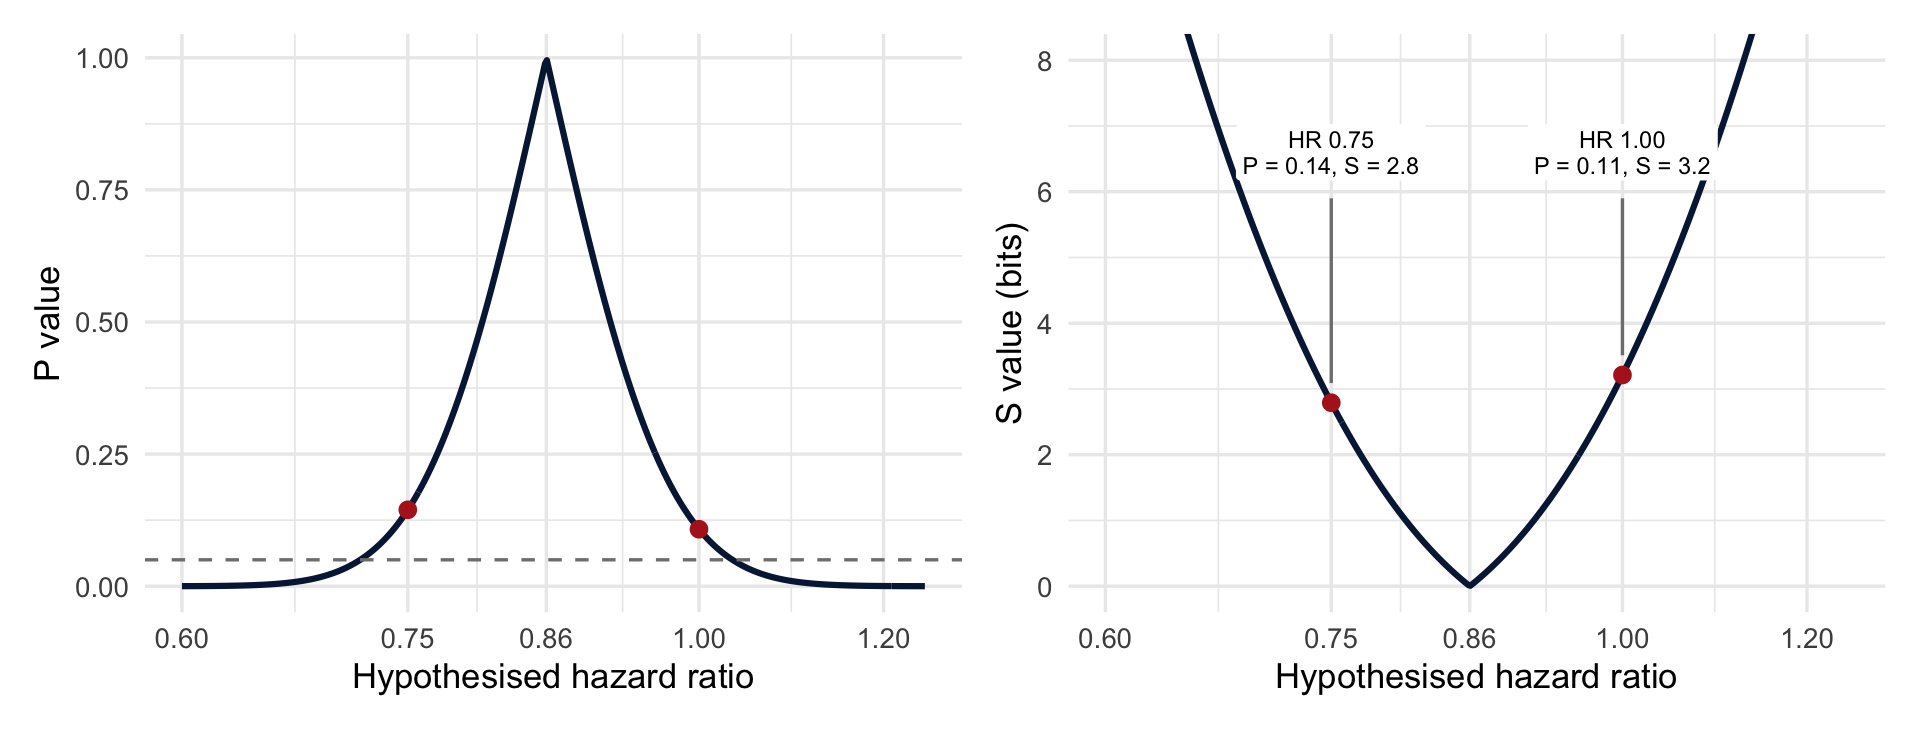 1.00
0.75
0.50
0.25
0.00
P value
0.60 0.75 0.86 1.00 1.20
Hypothesised hazard ratio
8
6
4
2
0
S value (bits)
HR 0.75
P = 0.14, S = 2.8
HR 1.00
P = 0.11, S = 3.2
0.60 0.75 0.86 1.00 1.20
Hypothesised hazard ratio